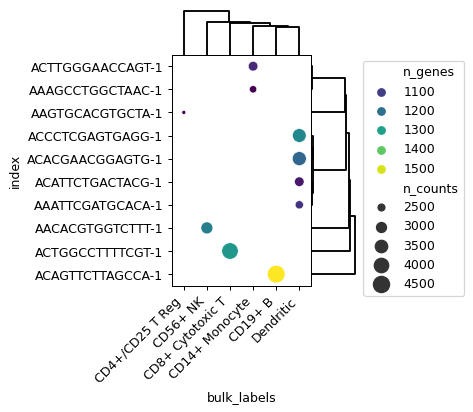 ACTTGGGAACCAGT-1
AAAGCCTGGCTAAC-1
AAGTGCACGTGCTA-1
ACCCTCGAGTGAGG-1
ACACGAACGGAGTG-1
ACATTCTGACTACG-1
AAATTCGATGCACA-1
AACACGTGGTCTTT-1
ACTGGCCTTTTCGT-1
ACAGTTCTTAGCCA-1
index
CD4+/CD25 T Reg
CD56+ NK
CD8+ Cytotoxic T
CD14+ Monocyte
CD19+ B
Dendritic
bulk_labels
n_genes
1100
1200
1300
1400
1500
n_counts
2500
3000
3500
4000
4500